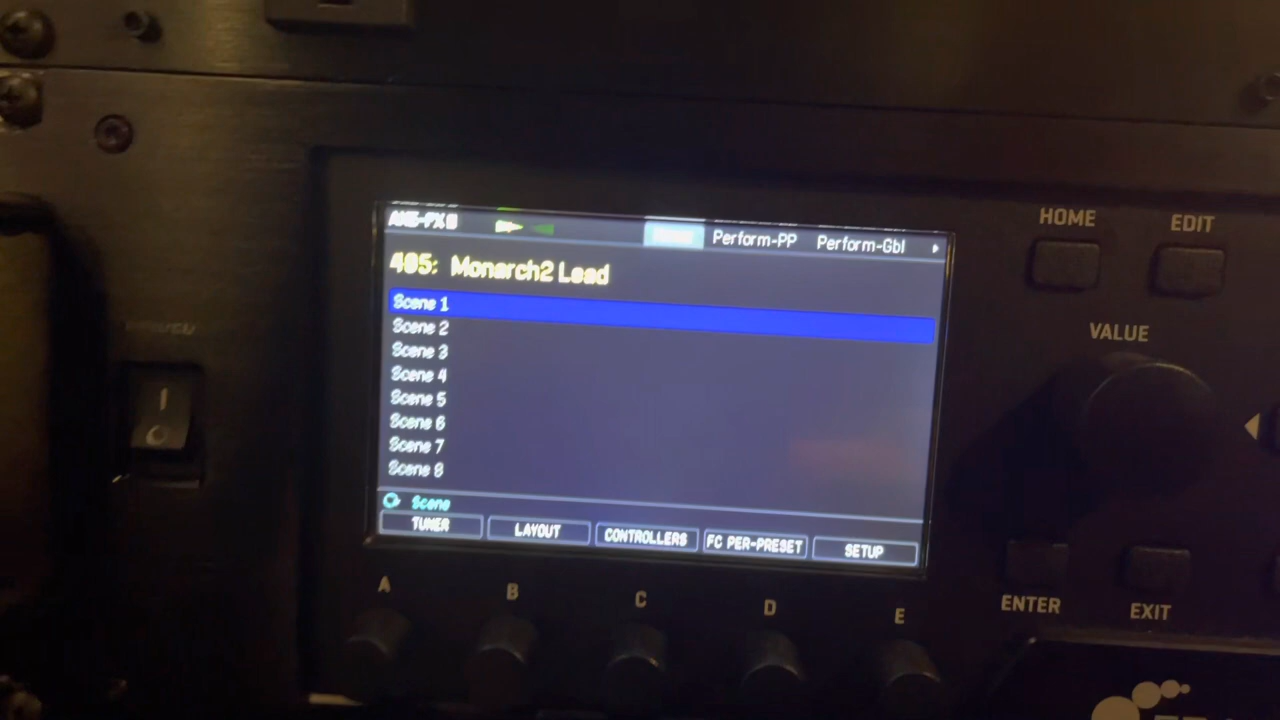 Perform-PP Perform-Gbl
405: Monarch2 Lead
Scene 1
Scene 2
Scene 3
Scene 4
Scene 5
Scene 6
Scene 7
Scene 8
Scene
TUNER LAYOUT CONTROLLERS FC PER-PRESET SETUP
A B C D E
HOME EDIT
VALUE
ENTER EXIT